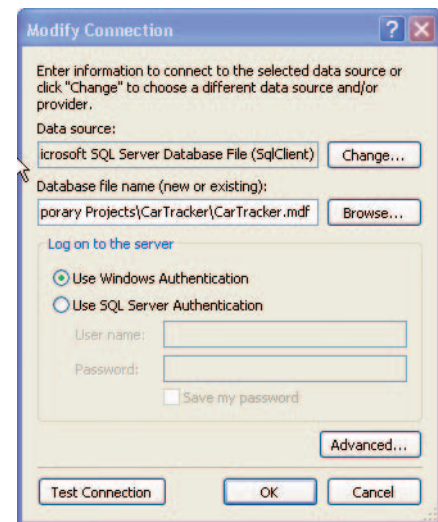 Modify Connection
Enter information to connect to the selected data source or
click "Change" to choose a different data source and/or
provider.
Data source:
icrosoft SQL Server Database File (SqlClient) Change...
Database file name (new or existing):
porary Projects\CarTracker\CarTracker.mdf Browse...
Log on to the server
Use Windows Authentication
Use SQL Server Authentication
User name:
Password:
Save my password
Advanced...
Test Connection OK Cancel